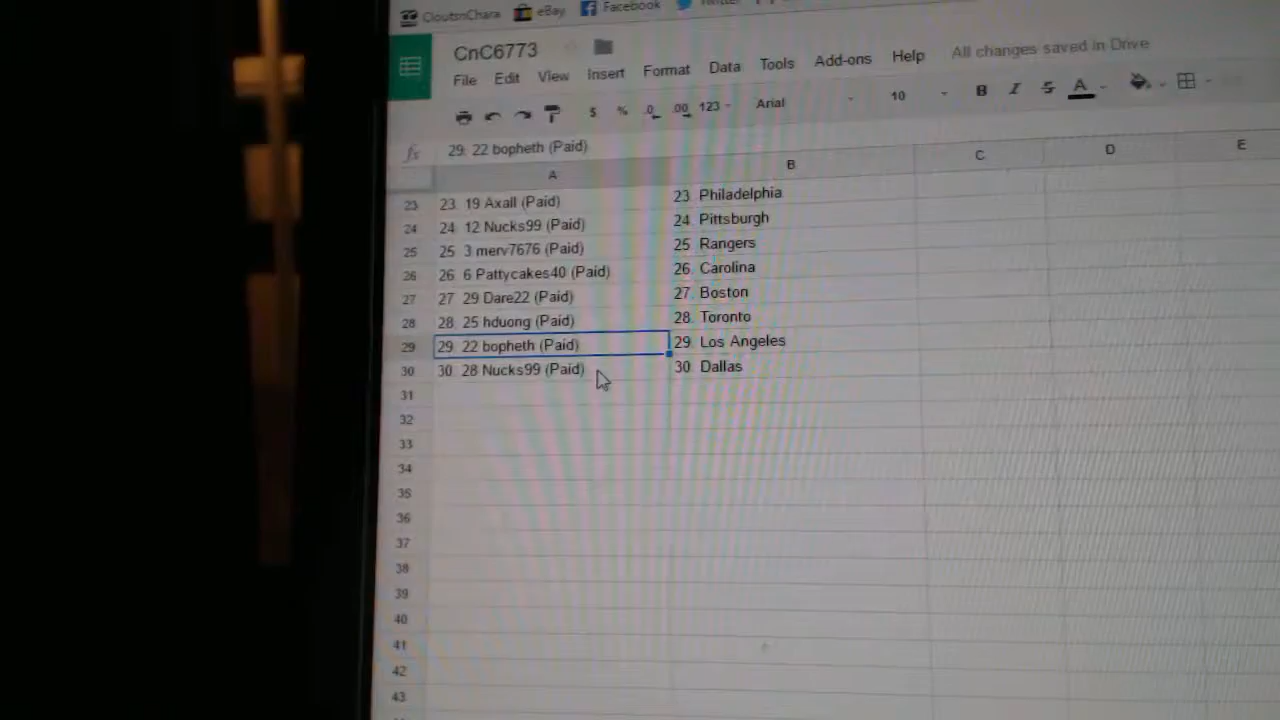 CloutsnChara eBay Facebook
CnC6773
File Edit View Insert Format Data Tools Add-ons Help All changes saved in Drive
$ % .0 .00 123 Arial 10 B I S A
fx 29 22 bopheth (Paid)
A B C D E
23 23 19 Axall (Paid) 23 Philadelphia
24 24 12 Nucks99 (Paid) 24 Pittsburgh
25 25 3 merv7676 (Paid) 25 Rangers
26 26 6 Pattycakes40 (Paid) 26 Carolina
27 27 29 Dare22 (Paid) 27 Boston
28 28 25 hduong (Paid) 28 Toronto
29 29 22 bopheth (Paid) 29 Los Angeles
30 30 28 Nucks99 (Paid) 30 Dallas
31
32
33
34
35
36
37
38
39
40
41
42
43